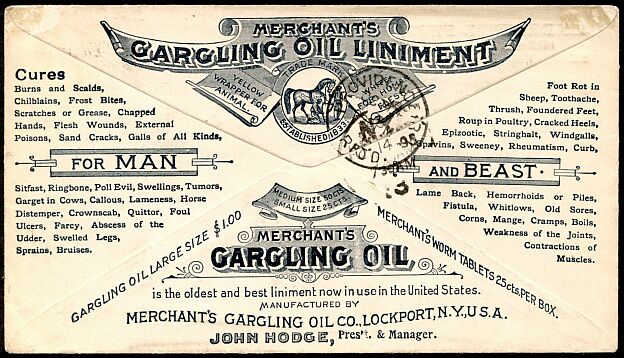 MERCHANT'S
GARGLING OIL LINIMENT
TRADE MARK
YELLOW
WRAPPER FOR
ANIMAL.
ESTABLISHED 183
Cures
Burns and Scalds,
Chilblains, Frost Bites,
Scratches or Grease, Chapped
Hands, Flesh Wounds, External
Poisons, Sand Cracks, Galls of All Kinds,
FOR MAN
Sitfast, Ringbone, Poll Evil, Swellings, Tumors,
Garget in Cows, Callous, Lameness, Horse
Distemper, Crownscab, Quittor, Foul
Ulcers, Farcy, Abscess of the
Udder, Swelled Legs,
Sprains, Bruises.
Foot Rot in
Sheep, Toothache,
Thrush, Foundered Feet,
Roup in Poultry, Cracked Heels,
Epizootic, Stringhalt, Windgalls,
Spavins, Sweeney, Rheumatism, Curb,
AND BEAST.
Lame Back, Hemorrhoids or Piles,
Fistula, Whitlows, Old Sores,
Corns, Mange, Cramps, Boils,
Weakness of the Joints,
Contractions of
Muscles.
N.Y.
14 93
GARGLING OIL LARGE SIZE $1.00
MEDIUM SIZE 50CTS.
SMALL SIZE 25CTS.
MERCHANT'S WORM TABLETS 25cts PER BOX.
MERCHANT'S
GARGLING OIL,
is the oldest and best liniment now in use in the United States.
MANUFACTURED BY
MERCHANT'S GARGLING OIL CO., LOCKPORT, N.Y., U.S.A.
JOHN HODGE, Pres't. & Manager.